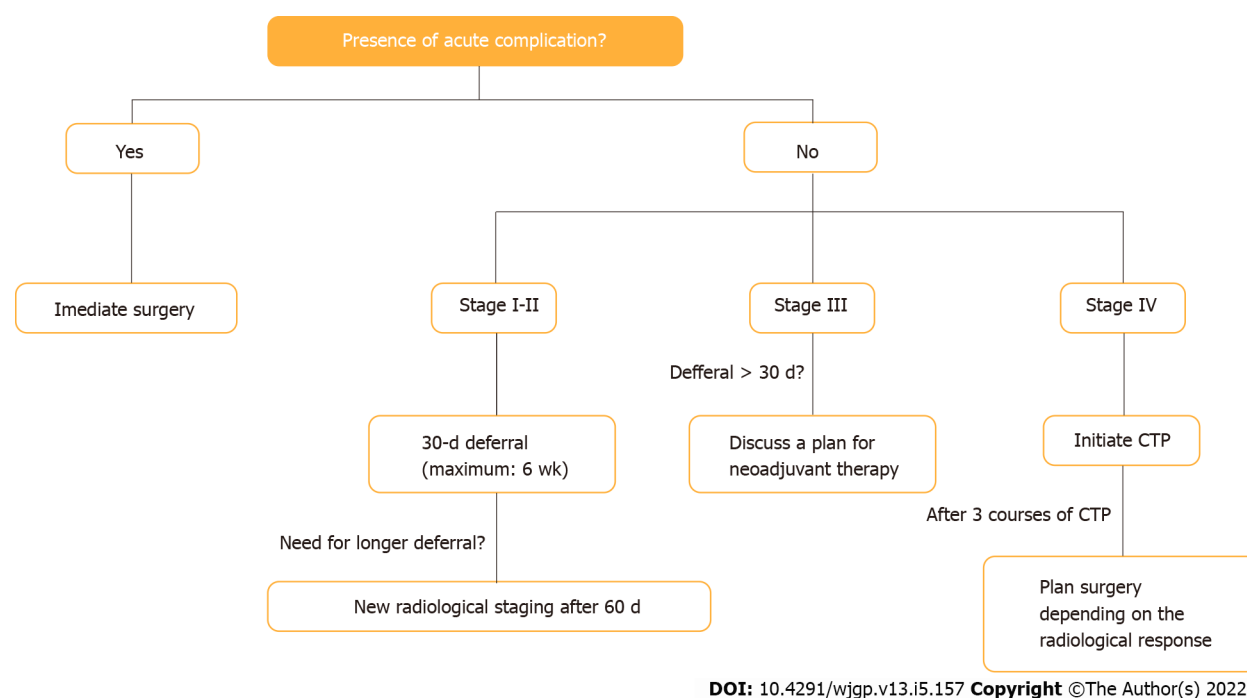 Presence of acute complication?
Yes
No
Imediate surgery
Stage I-II
Stage III
Stage IV
Defferal > 30 d?
30-d deferral
(maximum: 6 wk)
Discuss a plan for
neoadjuvant therapy
Initiate CTP
After 3 courses of CTP
Need for longer deferral?
New radiological staging after 60 d
Plan surgery
depending on the
radiological response
DOI: 10.4291/wjgp.v13.i5.157 Copyright ©The Author(s) 2022